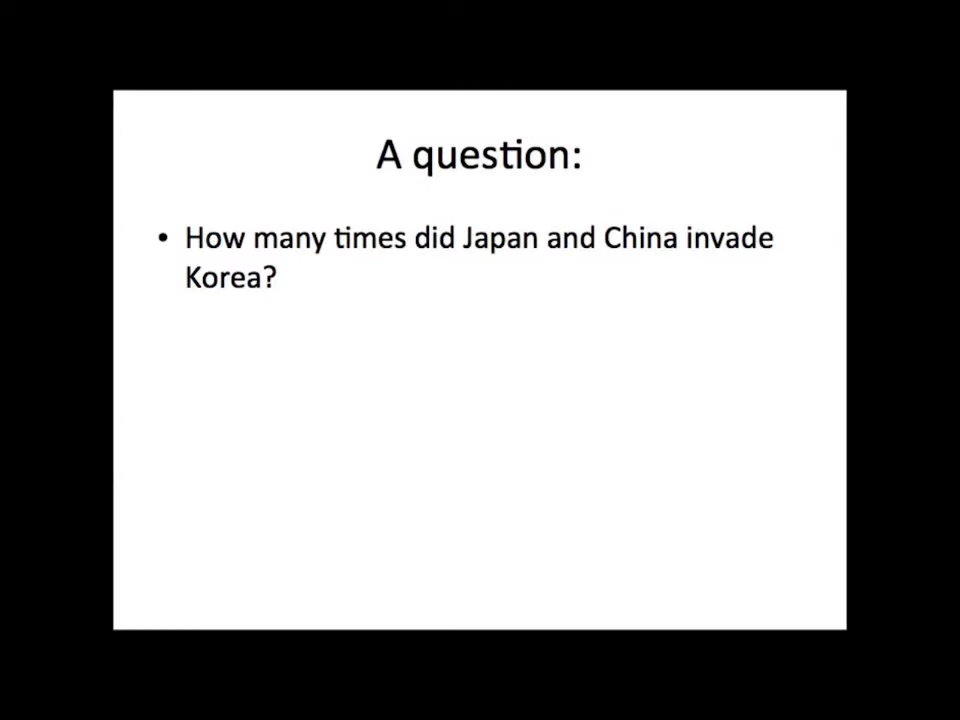 A question:
• How many times did Japan and China invade
Korea?